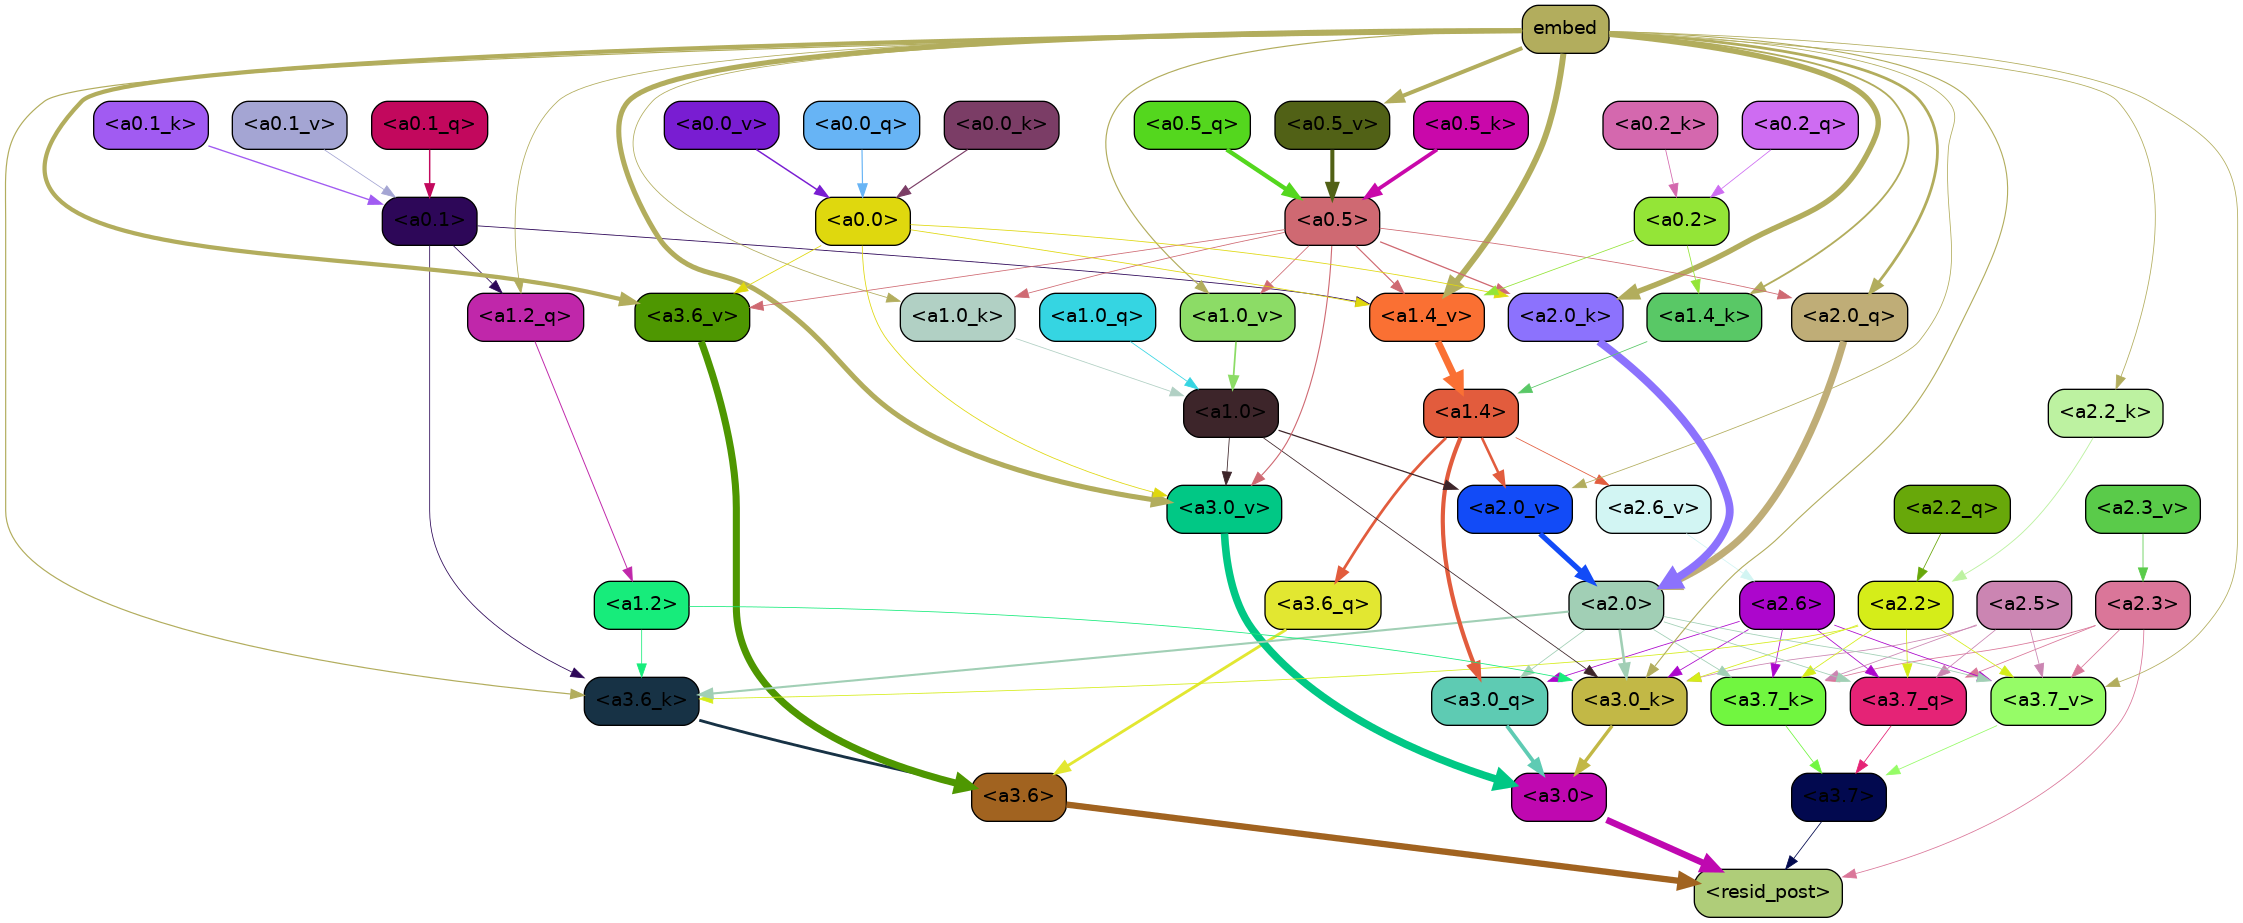 embed
<a0.1_k> <a0.1_v> <a0.1_q> <a0.0_v> <a0.0_q> <a0.0_k> <a0.5_q> <a0.5_v> <a0.5_k> <a0.2_k> <a0.2_q>
<a0.1> <a0.0> <a0.5> <a0.2>
<a1.2_q> <a3.6_v> <a1.0_k> <a1.0_q> <a1.0_v> <a1.4_v> <a2.0_k> <a1.4_k> <a2.0_q>
<a1.0> <a1.4> <a2.2_k>
<a3.0_v> <a2.0_v> <a2.6_v> <a2.2_q> <a2.3_v>
<a1.2> <a3.6_q> <a2.0> <a2.6> <a2.2> <a2.5> <a2.3>
<a3.6_k> <a3.0_q> <a3.0_k> <a3.7_k> <a3.7_q> <a3.7_v>
<a3.6> <a3.0> <a3.7>
<resid_post>